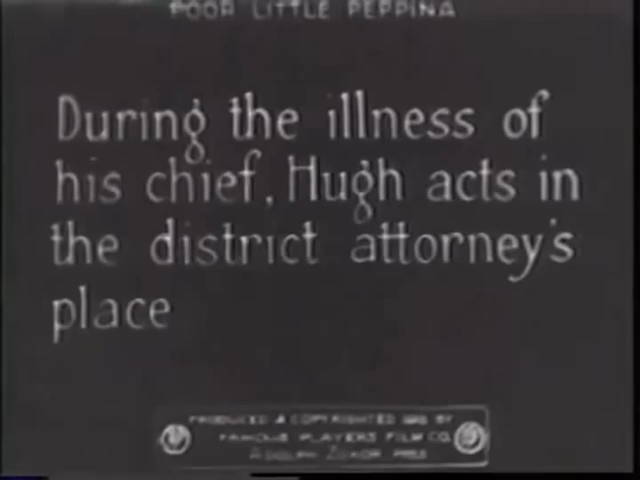 POOR LITTLE PEPPINA
During the illness of
his chief, Hugh acts in
the district attorney's
place
PRODUCED & COPYRIGHTED BY
FAMOUS PLAYERS FILM CO.
ADOLPH ZUKOR PRES.